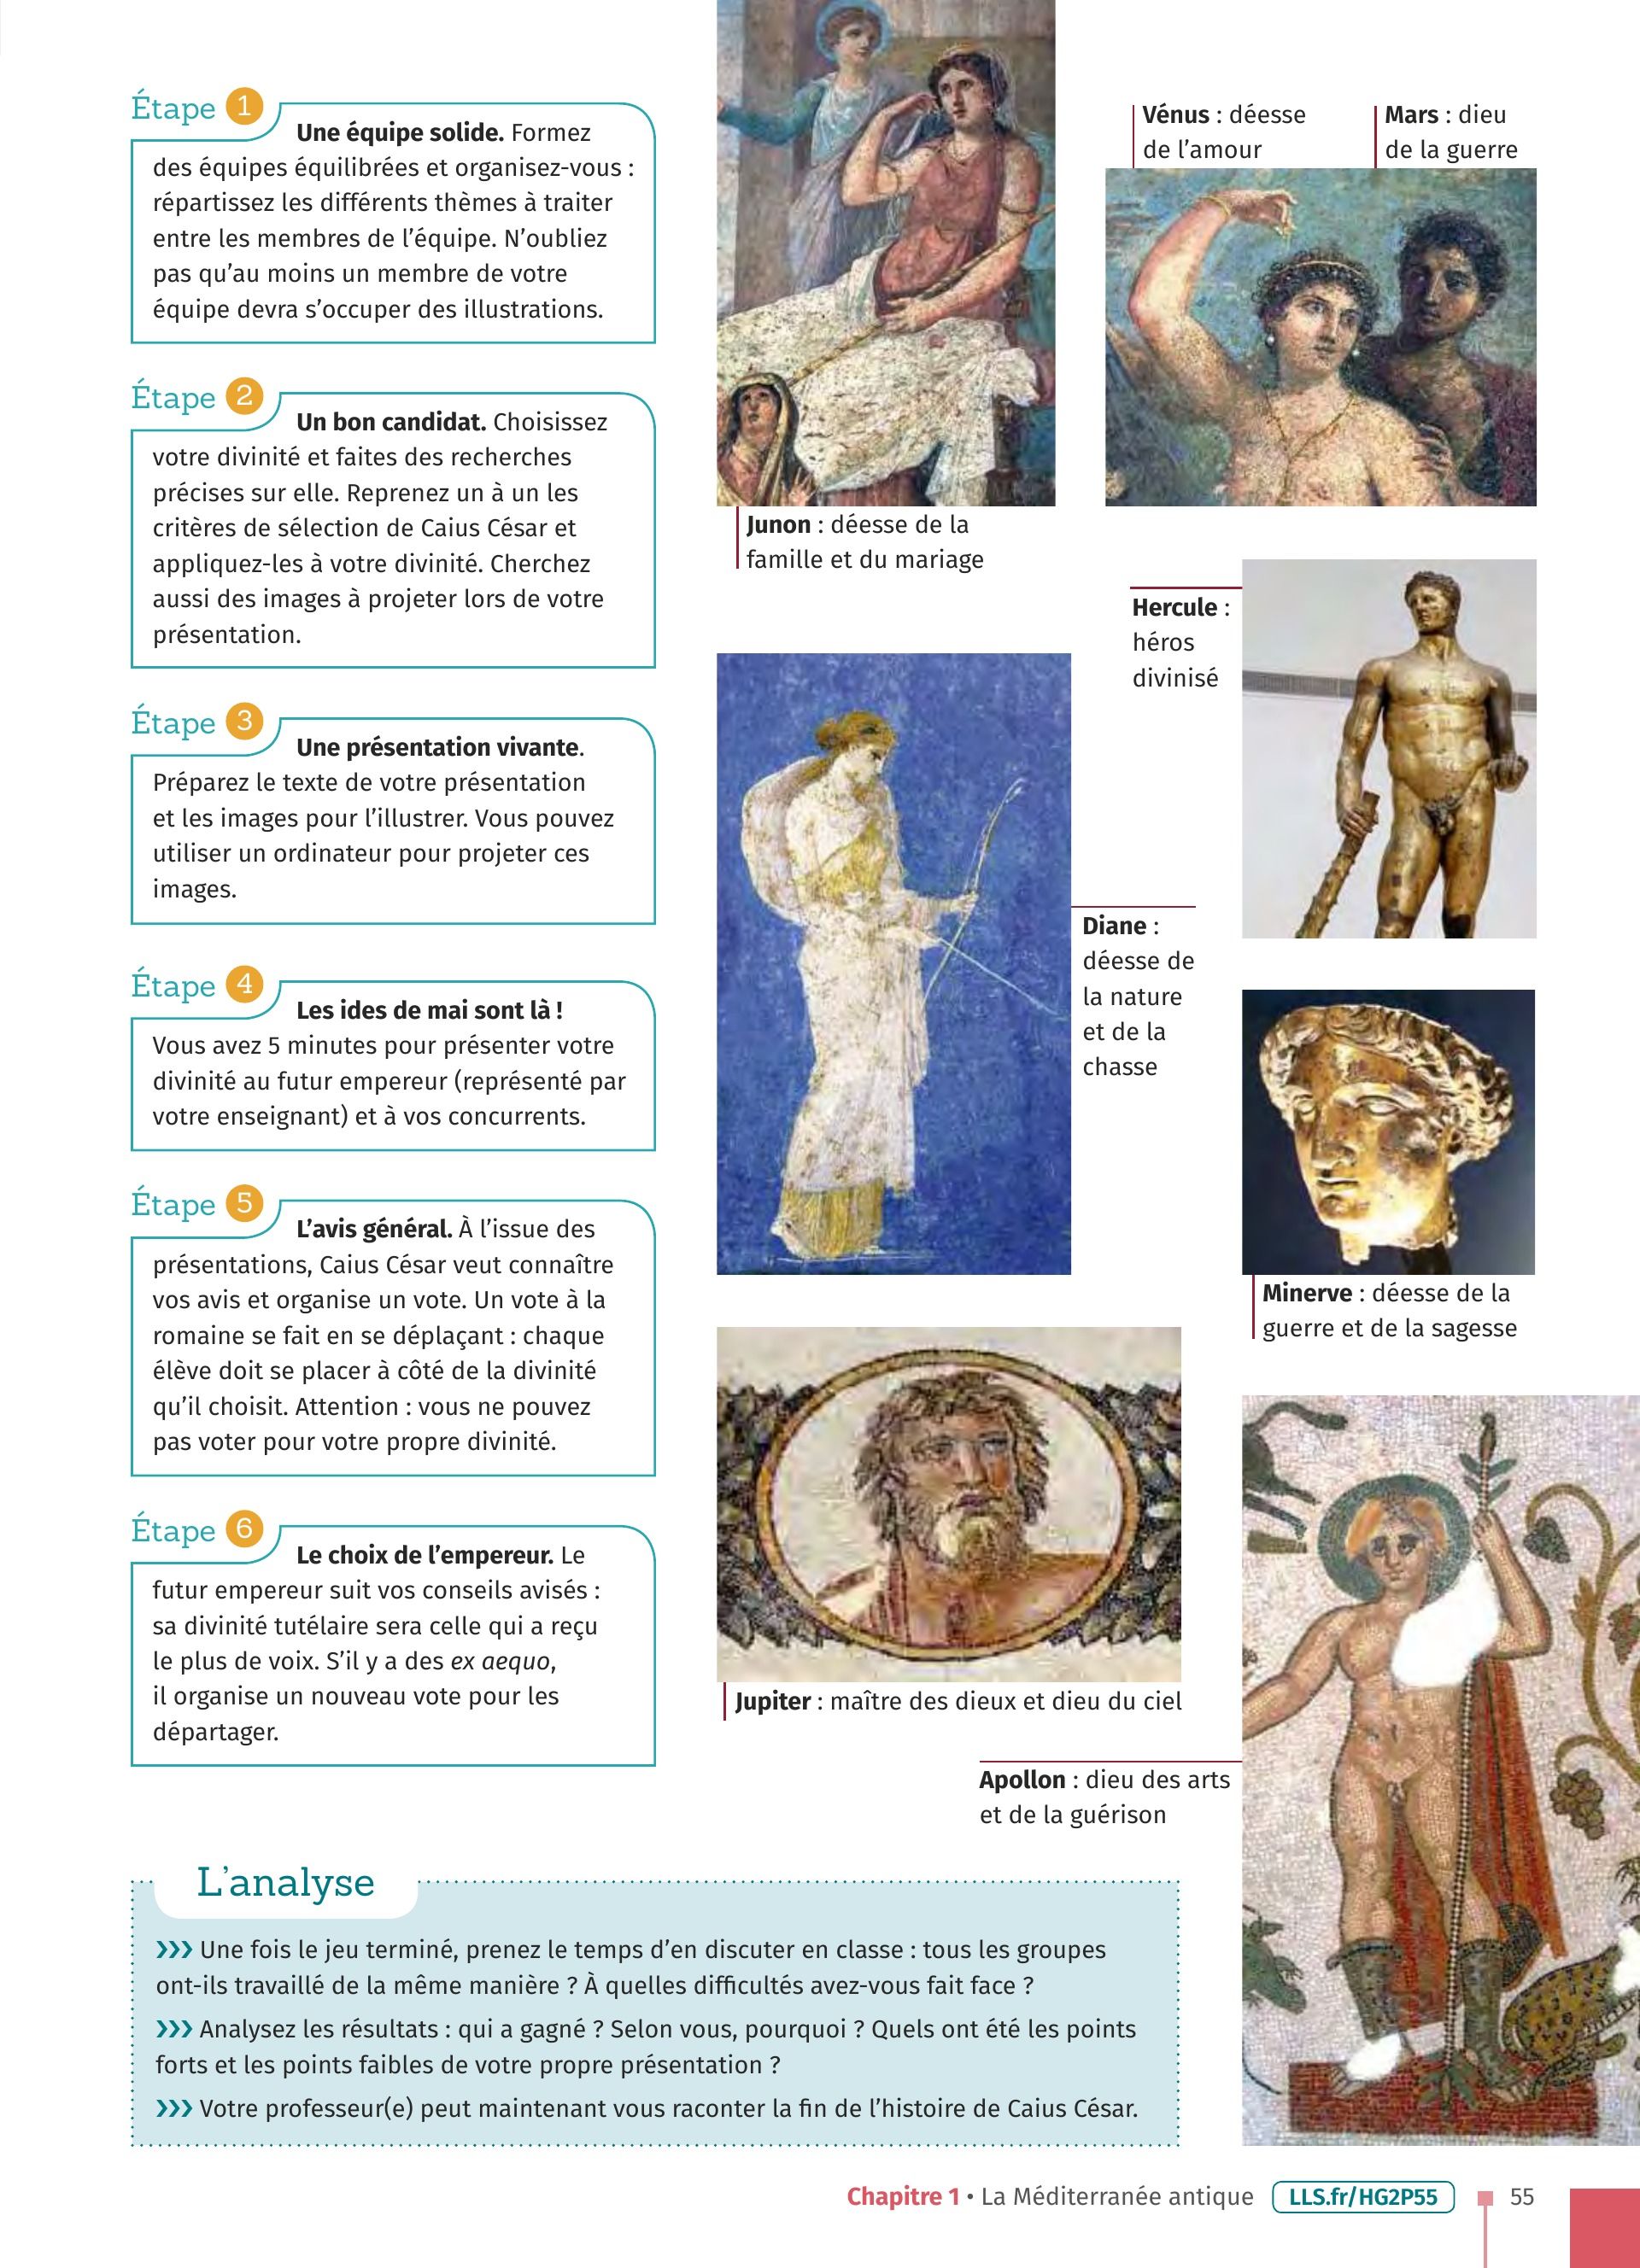 Étape 1
Une équipe solide. Formez
des équipes équilibrées et organisez-vous :
répartissez les différents thèmes à traiter
entre les membres de l'équipe. N'oubliez
pas qu'au moins un membre de votre
équipe devra s'occuper des illustrations.
Étape 2
Un bon candidat. Choisissez
votre divinité et faites des recherches
précises sur elle. Reprenez un à un les
critères de sélection de Caius César et
appliquez-les à votre divinité. Cherchez
aussi des images à projeter lors de votre
présentation.
Étape 3
Une présentation vivante.
Préparez le texte de votre présentation
et les images pour l'illustrer. Vous pouvez
utiliser un ordinateur pour projeter ces
images.
Étape 4
Les ides de mai sont là !
Vous avez 5 minutes pour présenter votre
divinité au futur empereur (représenté par
votre enseignant) et à vos concurrents.
Étape 5
L'avis général. À l'issue des
présentations, Caius César veut connaître
vos avis et organise un vote. Un vote à la
romaine se fait en se déplaçant : chaque
élève doit se placer à côté de la divinité
qu'il choisit. Attention : vous ne pouvez
pas voter pour votre propre divinité.
Étape 6
Le choix de l'empereur. Le
futur empereur suit vos conseils avisés :
sa divinité tutélaire sera celle qui a reçu
le plus de voix. S'il y a des ex aequo,
il organise un nouveau vote pour les
départager.
Vénus : déesse
de l'amour
Mars : dieu
de la guerre
Junon : déesse de la
famille et du mariage
Hercule :
héros
divinisé
Diane :
déesse de
la nature
et de la
chasse
Minerve : déesse de la
guerre et de la sagesse
Jupiter : maître des dieux et dieu du ciel
Apollon : dieu des arts
et de la guérison
L'analyse
››› Une fois le jeu terminé, prenez le temps d'en discuter en classe : tous les groupes
ont-ils travaillé de la même manière ? À quelles difficultés avez-vous fait face ?
››› Analysez les résultats : qui a gagné ? Selon vous, pourquoi ? Quels ont été les points
forts et les points faibles de votre propre présentation ?
››› Votre professeur(e) peut maintenant vous raconter la fin de l'histoire de Caius César.
Chapitre 1 • La Méditerranée antique LLS.fr/HG2P55 55